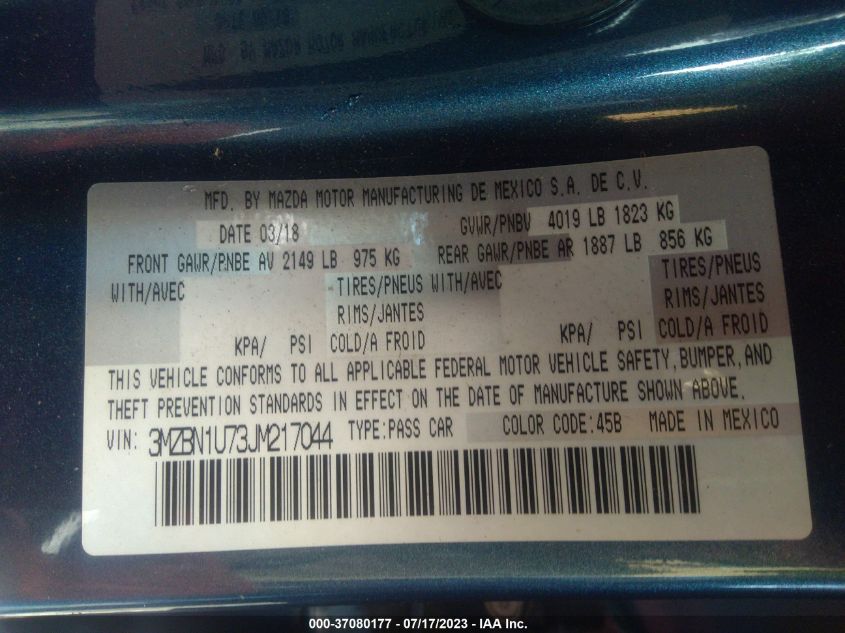 MFD. BY MAZDA MOTOR MANUFACTURING DE MEXICO S.A. DE C.V.
DATE 03/18 GVWR/PNBV 4019 LB 1823 KG
FRONT GAWR/PNBE AV 2149 LB 975 KG REAR GAWR/PNBE AR 1887 LB 856 KG
WITH/AVEC TIRES/PNEUS WITH/AVEC TIRES/PNEUS
RIMS/JANTES RIMS/JANTES
KPA/ PSI COLD/A FROID KPA/ PSI COLD/A FROID
THIS VEHICLE CONFORMS TO ALL APPLICABLE FEDERAL MOTOR VEHICLE SAFETY, BUMPER, AND
THEFT PREVENTION STANDARDS IN EFFECT ON THE DATE OF MANUFACTURE SHOWN ABOVE.
VIN: 3MZBN1U73JM217044 TYPE:PASS CAR COLOR CODE:45B MADE IN MEXICO
000-37080177 - 07/17/2023 - IAA Inc.